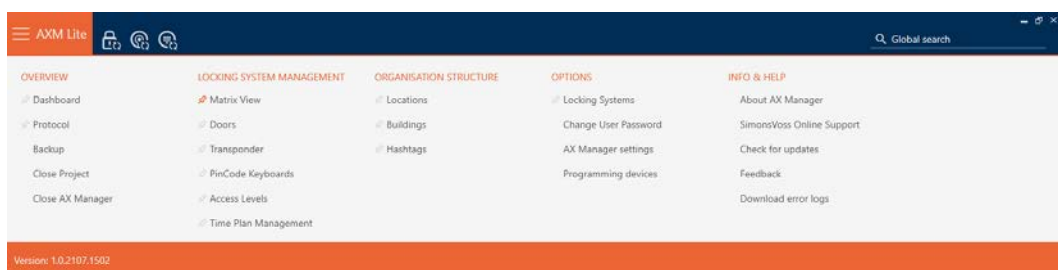 AXM Lite
Global search
OVERVIEW
Dashboard
Protocol
Backup
Close Project
Close AX Manager
LOCKING SYSTEM MANAGEMENT
Matrix View
Doors
Transponder
PinCode Keyboards
Access Levels
Time Plan Management
ORGANISATION STRUCTURE
Locations
Buildings
Hashtags
OPTIONS
Locking Systems
Change User Password
AX Manager settings
Programming devices
INFO & HELP
About AX Manager
SimonsVoss Online Support
Check for updates
Feedback
Download error logs
Version: 1.0.2107.1502